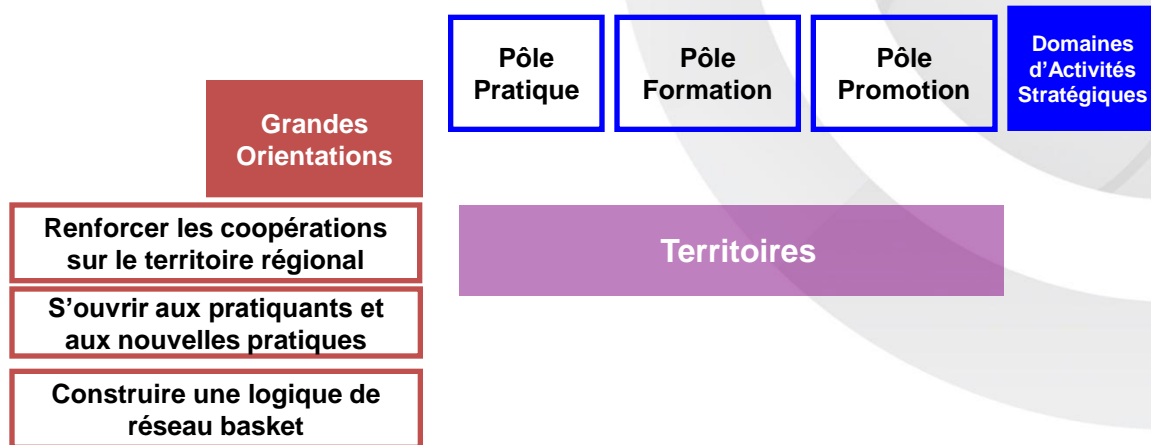 Pôle
Pratique
Pôle
Formation
Pôle
Promotion
Domaines
d’Activités
Stratégiques
Grandes
Orientations
Renforcer les coopérations
sur le territoire régional
Territoires
S’ouvrir aux pratiquants et
aux nouvelles pratiques
Construire une logique de
réseau basket